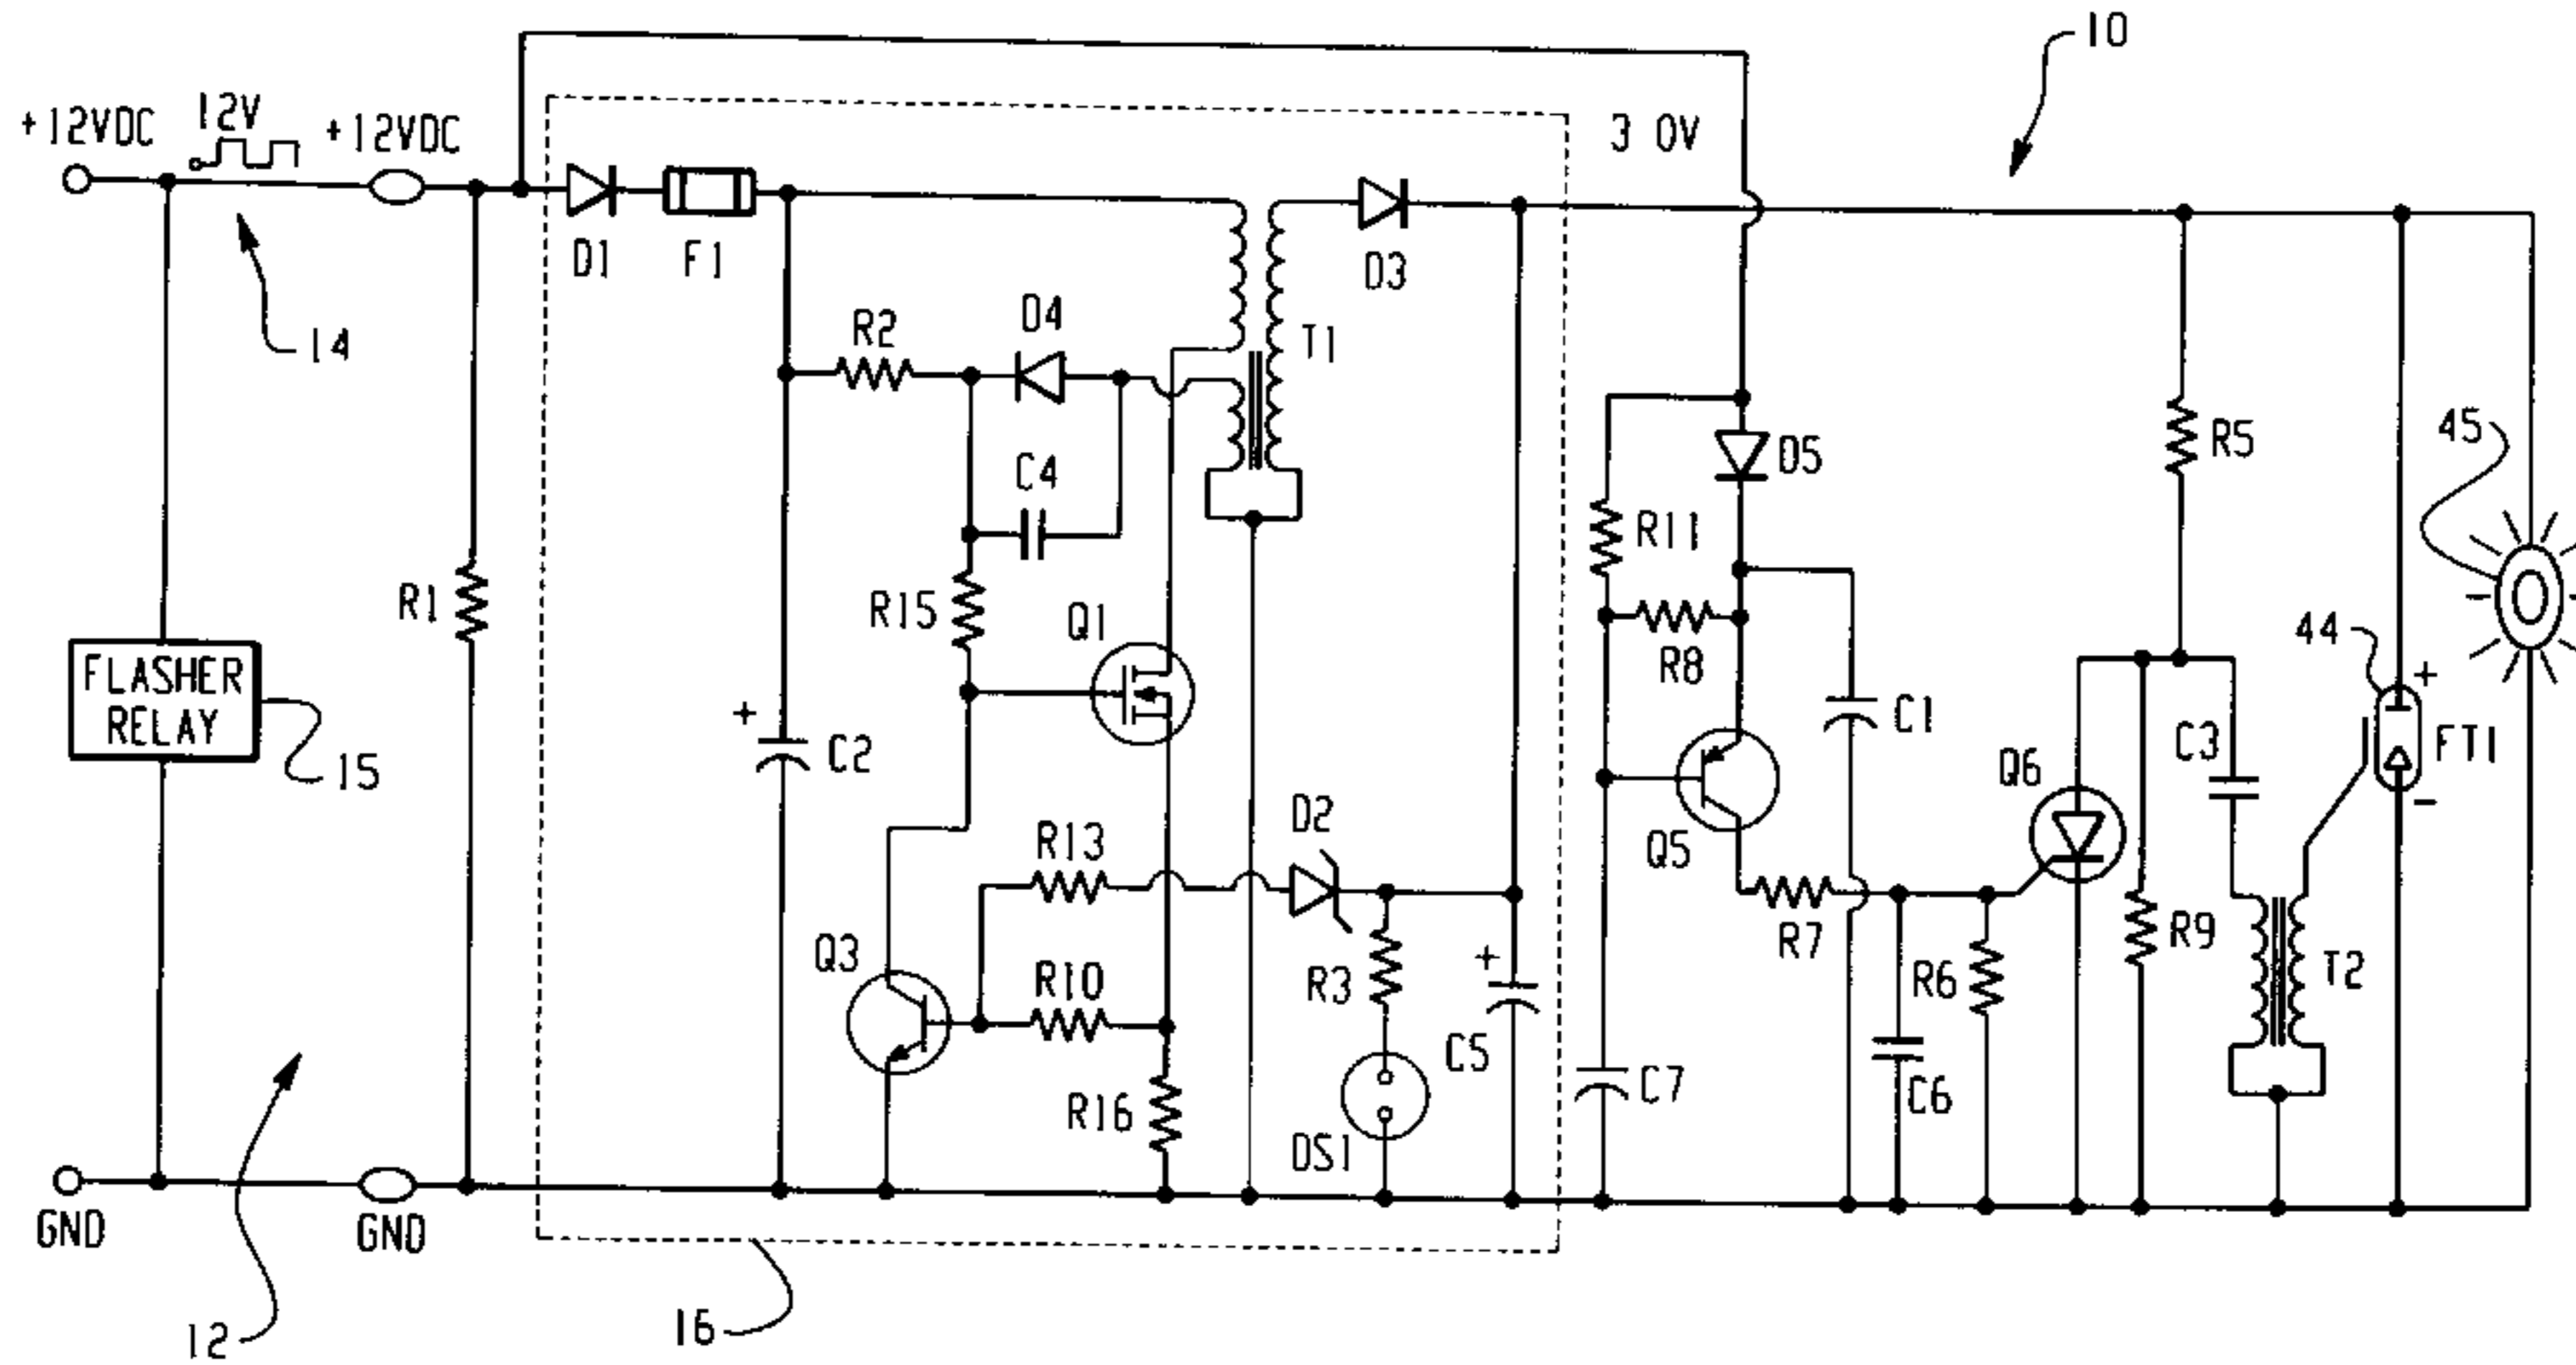 10
+12VDC
12V
+12VDC
3 0V
D1
F1
D3
14
R2
D4
T1
R5
45
D5
C4
R11
R1
R15
Q1
R8
44
+
FLASHER
RELAY
15
+
C2
C1
Q6
C3
FT1
-
D2
R13
Q5
Q3
R10
R3
+
R7
R6
R9
T2
C5
R16
C7
C6
DS1
GND
GND
12
16